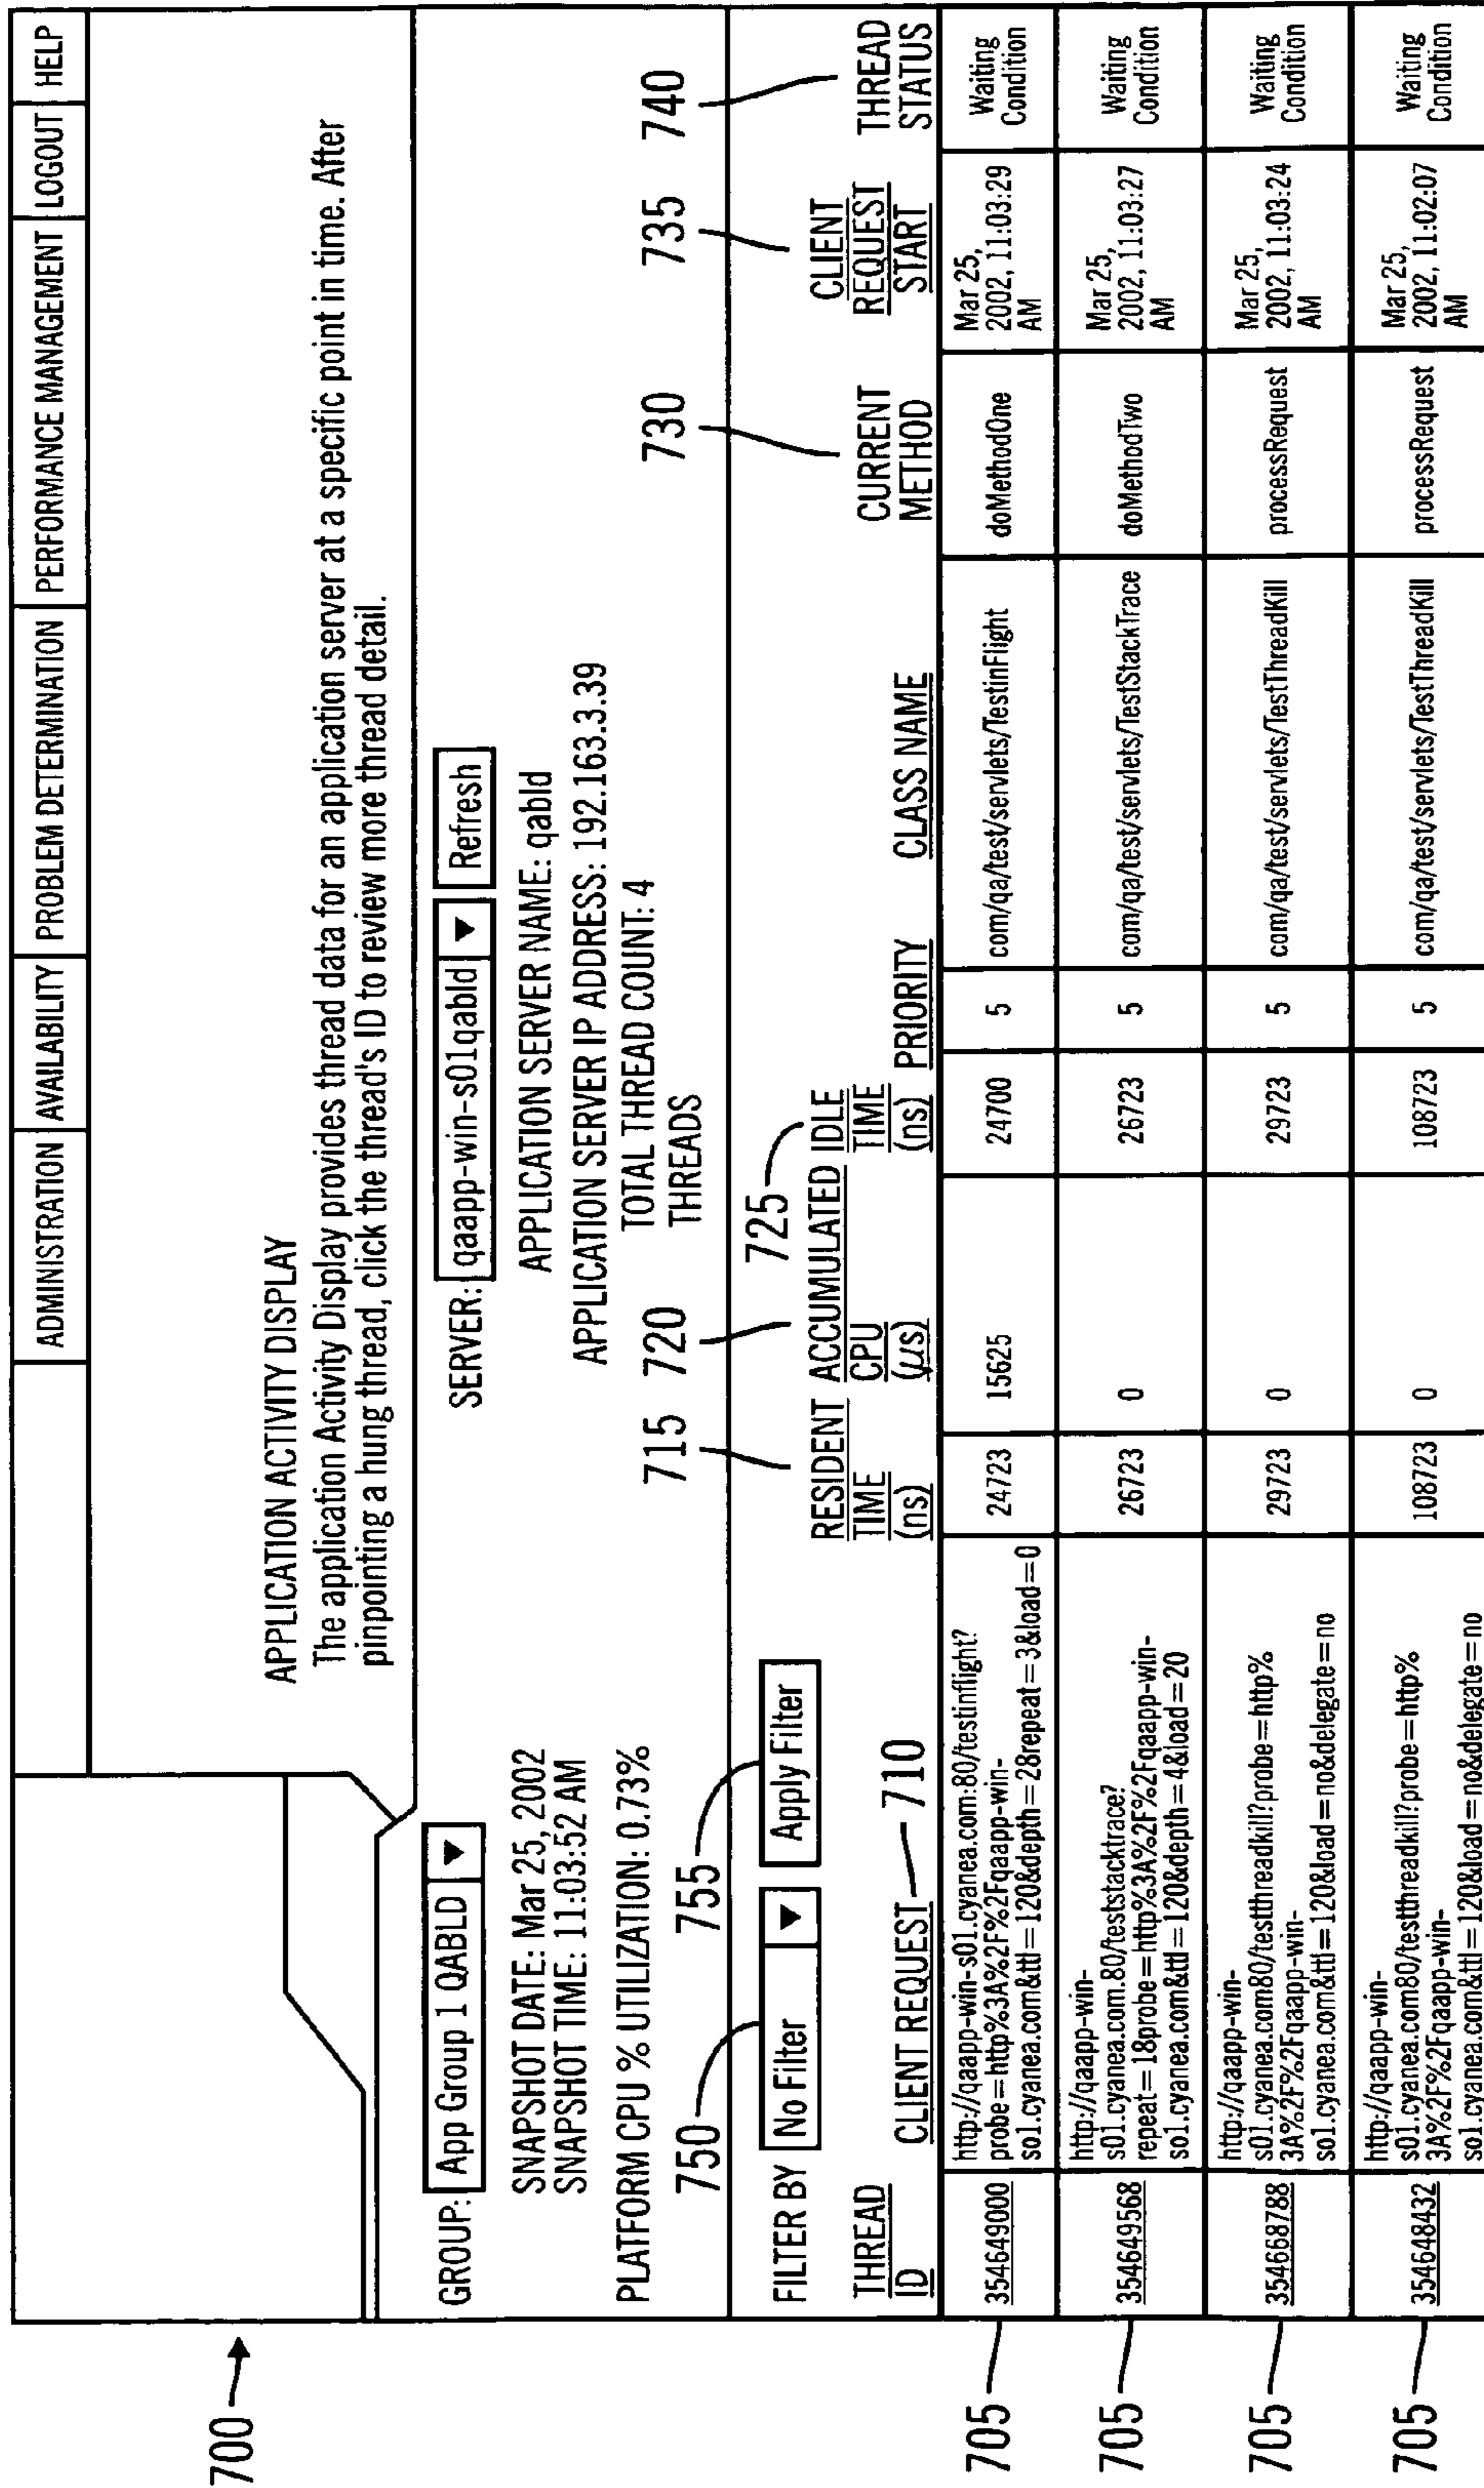 700
ADMINISTRATION AVAILABILITY PROBLEM DETERMINATION PERFORMANCE MANAGEMENT LOGOUT HELP
APPLICATION ACTIVITY DISPLAY
The application Activity Display provides thread data for an application server at a specific point in time. After
pinpointing a hung thread, click the thread's ID to review more thread detail.
GROUP: App Group 1 QABLD ▼ SERVER: qaapp-win-s01qabld ▼ Refresh
SNAPSHOT DATE: Mar 25, 2002 APPLICATION SERVER NAME: qabld
SNAPSHOT TIME: 11:03:52 AM APPLICATION SERVER IP ADDRESS: 192.163.3.39
PLATFORM CPU % UTILIZATION: 0.73% TOTAL THREAD COUNT: 4
THREADS
750 755 715 720 725 730 735 740
FILTER BY No Filter ▼ Apply Filter
THREAD
ID
CLIENT REQUEST 710
RESIDENT
TIME
(ns)
ACCUMULATED
CPU
(μs)
IDLE
TIME
(ns)
PRIORITY
CLASS NAME
CURRENT
METHOD
CLIENT
REQUEST
START
THREAD
STATUS
705
354649000
http://qaapp-win-s01.cyanea.com:80/testinflight?
probe=http%3A%2F%2Fqaapp-win-
so1.cyanea.com&ttl=120&depth=28repeat=3&load=0
24723 15625 24700 5 com/qa/test/servlets/TestinFlight doMethodOne
Mar 25,
2002, 11:03:29
AM
Waiting
Condition
705
354649568
http://qaapp-win-
s01.cyanea.com.80/teststacktrace?
repeat=18probe=http%3A%2F%2Fqaapp-win-
so1.cyanea.com&ttl=120&depth=4&load=20
26723 0 26723 5 com/qa/test/servlets/TestStackTrace doMethodTwo
Mar 25,
2002, 11:03:27
AM
Waiting
Condition
705
354668788
http://qaapp-win-
s01.cyanea.com80/testthreadkill?probe=http%
3A%2F%2Fqaapp-win-
so1.cyanea.com&ttl=120&load=no&delegate=no
29723 0 29723 5 com/qa/test/servlets/TestThreadKill processRequest
Mar 25,
2002, 11:03:24
AM
Waiting
Condition
705
354648432
http://qaapp-win-
s01.cyanea.com80/testthreadkill?probe=http%
3A%2F%2Fqaapp-win-
so1.cyanea.com&ttl=120&load=no&delegate=no
108723 0 108723 5 com/qa/test/servlets/TestThreadKill processRequest
Mar 25,
2002, 11:02:07
AM
Waiting
Condition